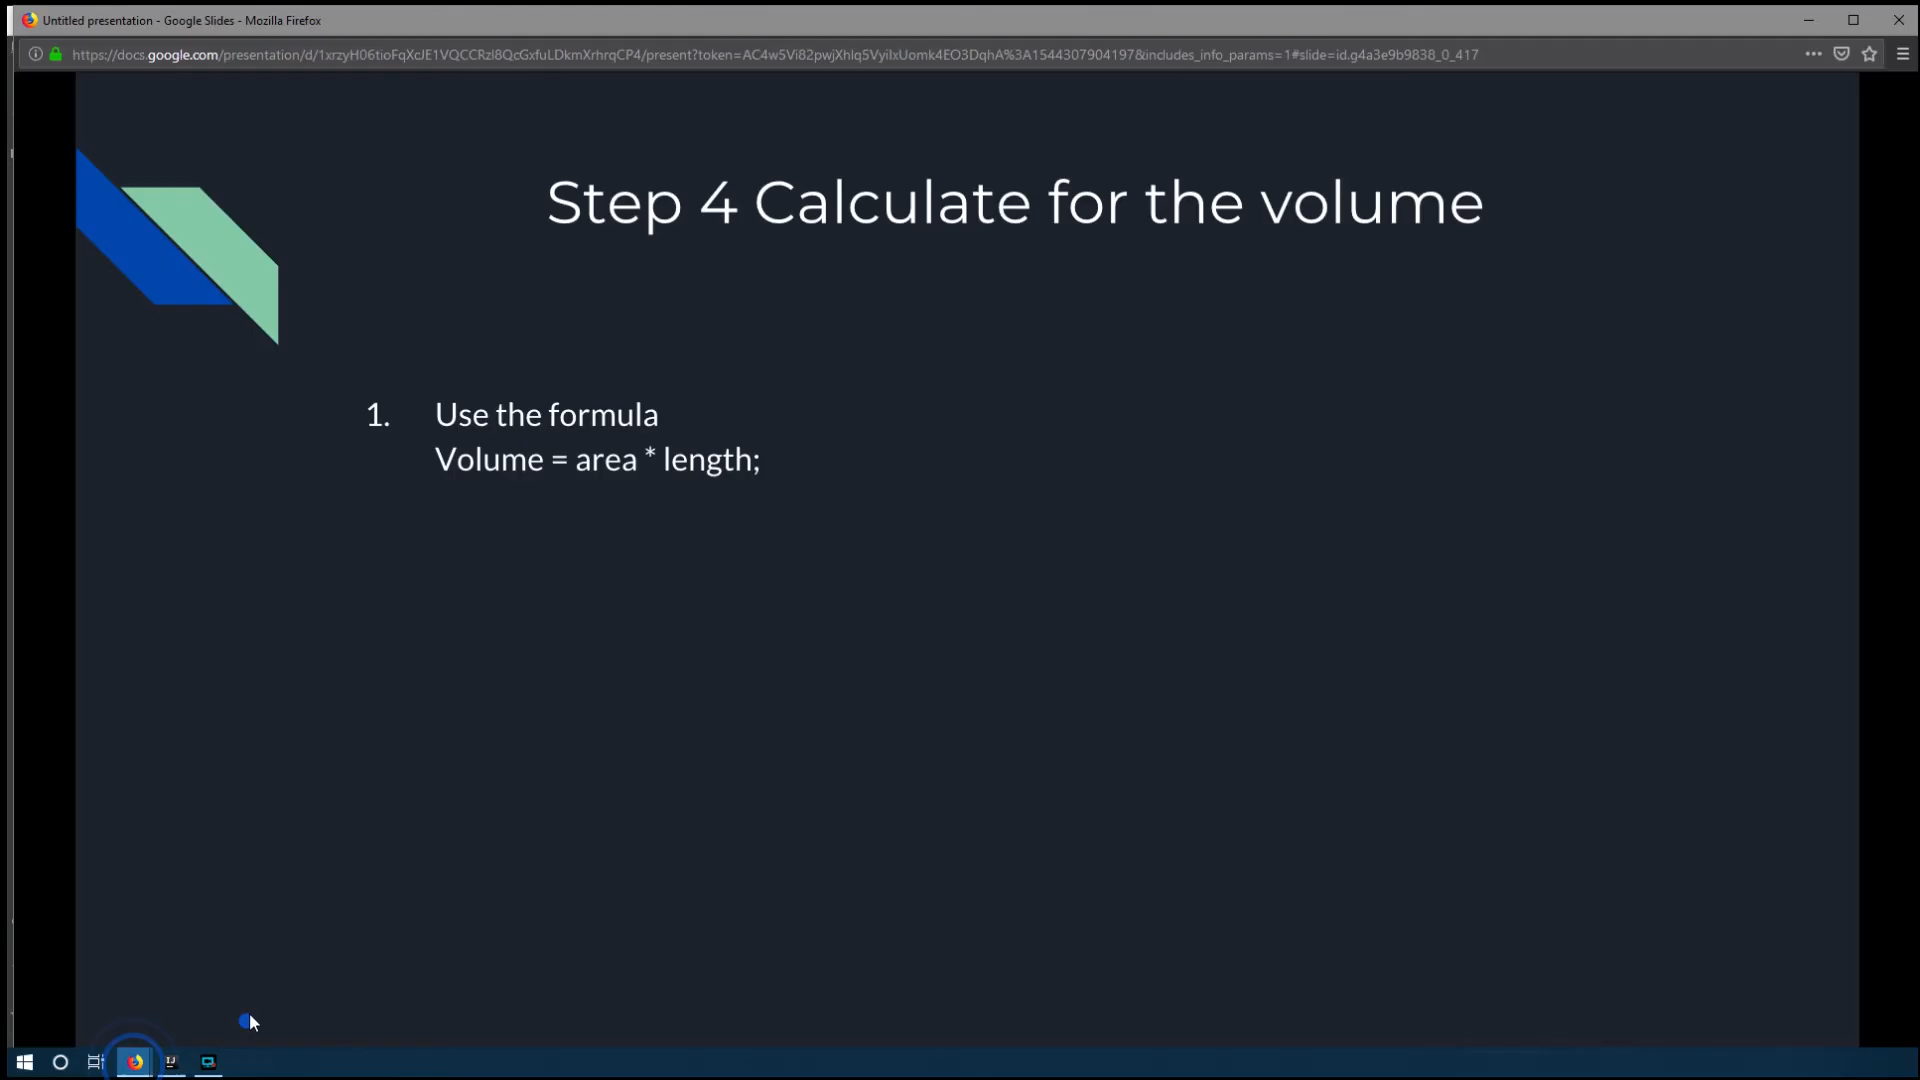 Untitled presentation - Google Slides - Mozilla Firefox
https://docs.google.com/presentation/d/1xrzyH06tioFqXcJE1VQCCRzl8QcGxfuLDkmXrhrqCP4/present?token=AC4w5Vi82pwjXhlq5VyilxUomk4EO3DqhA%3A1544307904197&includes_info_params=1#slide=id.g4a3e9b9838_0_417
Step 4 Calculate for the volume
1. Use the formula
Volume = area * length;
IJ